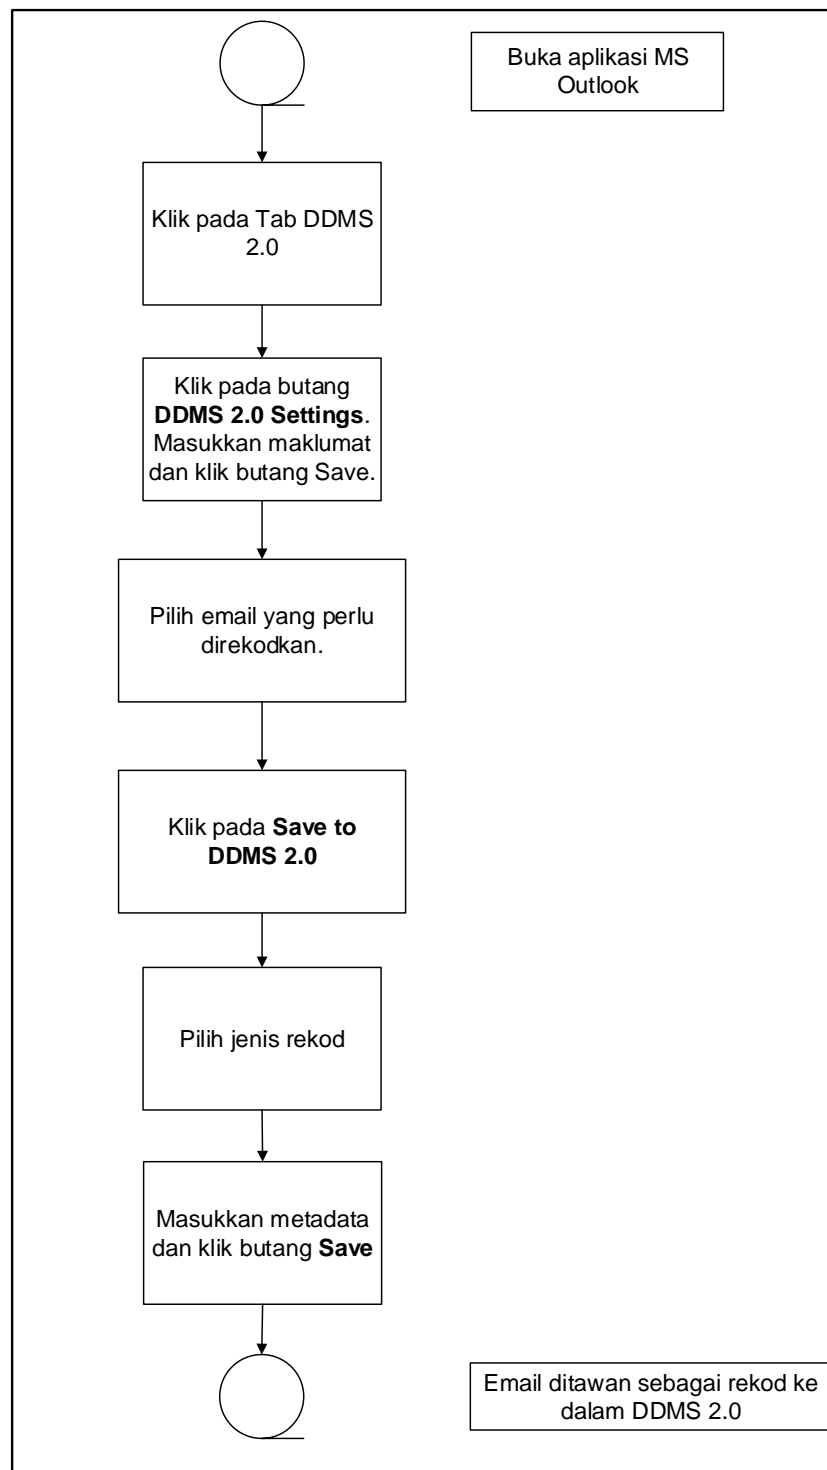 Buka aplikasi MS
Outlook
Klik pada Tab DDMS
2.0
Klik pada butang
DDMS 2.0 Settings.
Masukkan maklumat
dan klik butang Save.
Pilih email yang perlu
direkodkan.
Klik pada Save to
DDMS 2.0
Pilih jenis rekod
Masukkan metadata
dan klik butang Save
Email ditawan sebagai rekod ke
dalam DDMS 2.0